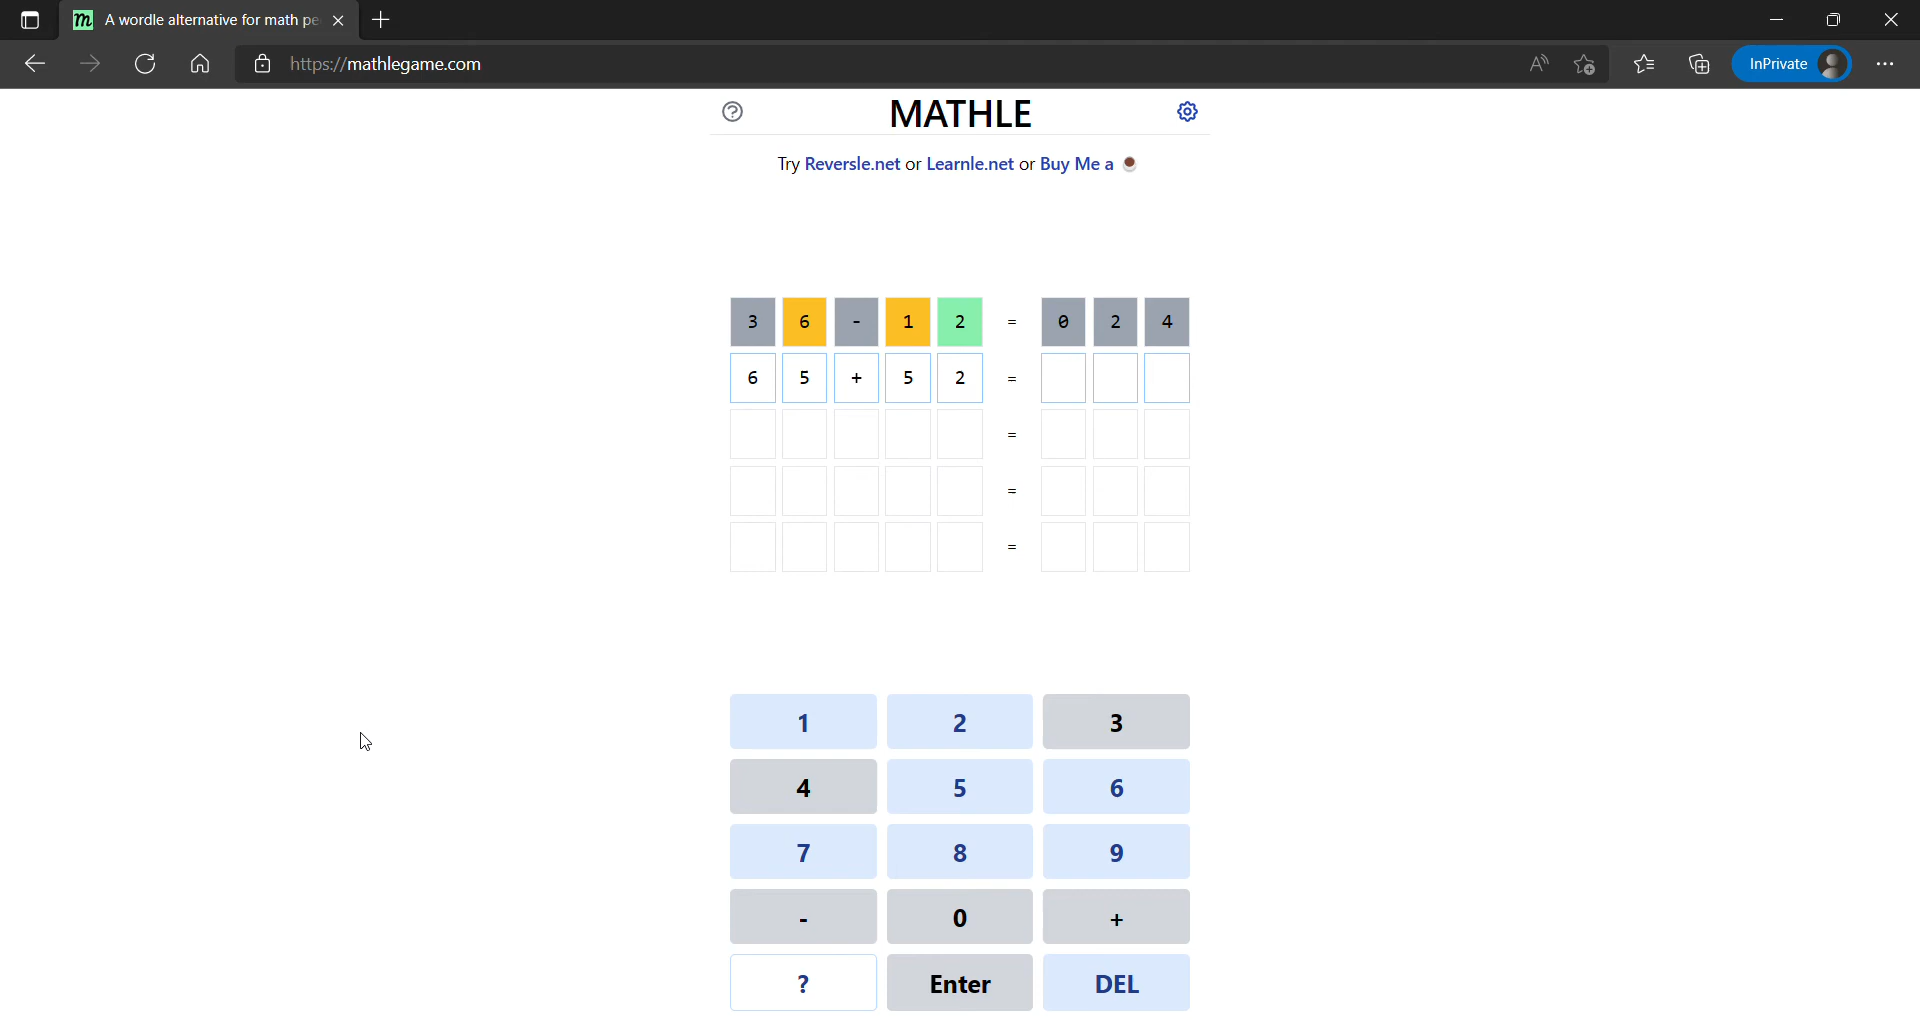 A wordle alternative for math pe
https://mathlegame.com
InPrivate
MATHLE
Try Reversle.net or Learnle.net or Buy Me a
3 6 - 1 2 = 0 2 4
6 5 + 5 2 =
=
=
=
1 2 3
4 5 6
7 8 9
- 0 +
? Enter DEL